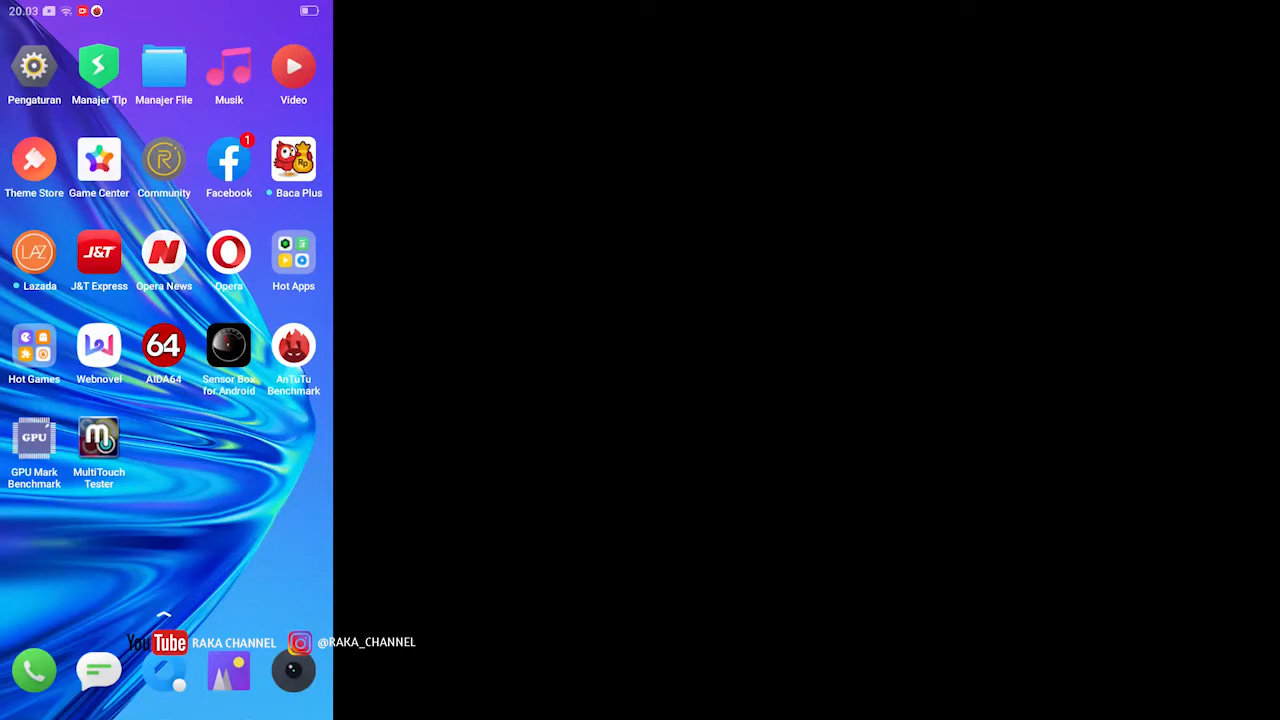 20.03
Pengaturan
Manajer Tlp
Manajer File
Musik
Video
1
Rp
Theme Store
Game Center
Community
Facebook
Baca Plus
LAZ
J&T
Lazada
J&T Express
Opera News
Opera
Hot Apps
64
Hot Games
Webnovel
AIDA64
Sensor Box
for Android
AnTuTu
Benchmark
GPU
GPU Mark
Benchmark
MultiTouch
Tester
YouTube RAKA CHANNEL @RAKA_CHANNEL